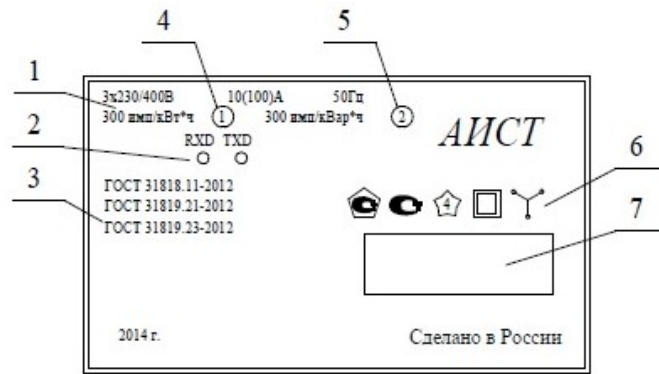 4 5
1 3x230/400В 10(100)А 50Гц
300 имп/кВт*ч 1 300 имп/кВар*ч 2
АИСТ
2 RXD TXD
3 ГОСТ 31818.11-2012
ГОСТ 31819.21-2012
ГОСТ 31819.23-2012
4 6
7
2014 г. Сделано в России